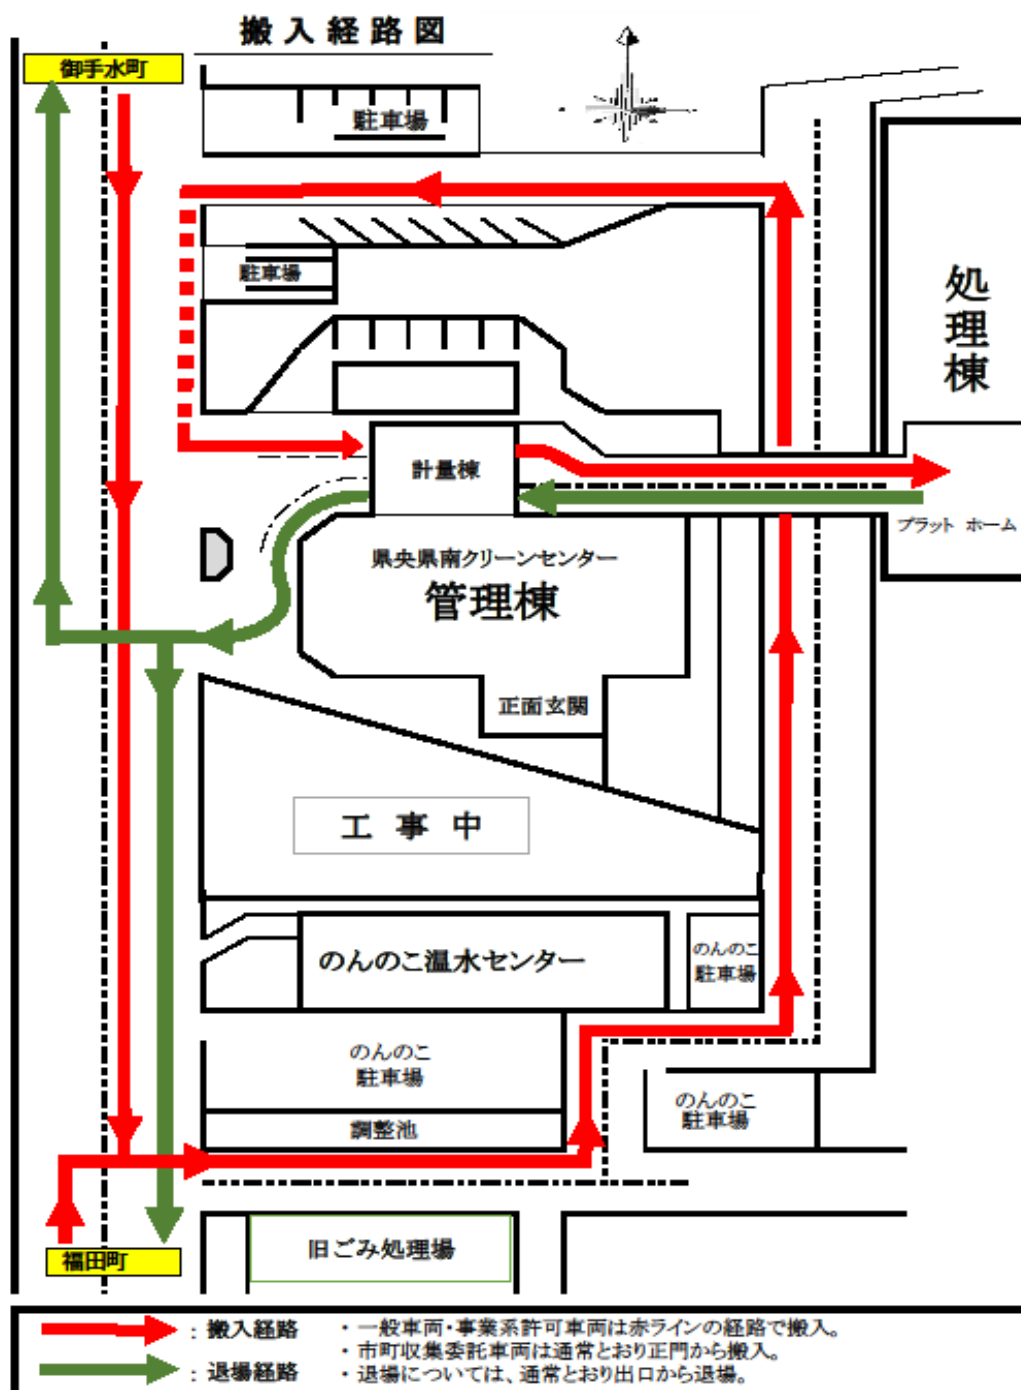 搬入経路図
御手水町
駐車場
駐車場
処理棟
計量棟
プラット ホーム
県央県南クリーンセンター
管理棟
正面玄関
工 事 中
のんのこ温水センター
のんのこ
駐車場
のんのこ
駐車場
のんのこ
駐車場
調整池
福田町
旧ごみ処理場
：搬入経路
・一般車両・事業系許可車両は赤ラインの経路で搬入。
・市町収集委託車両は通常とおり正門から搬入。
：退場経路
・退場については、通常とおり出口から退場。